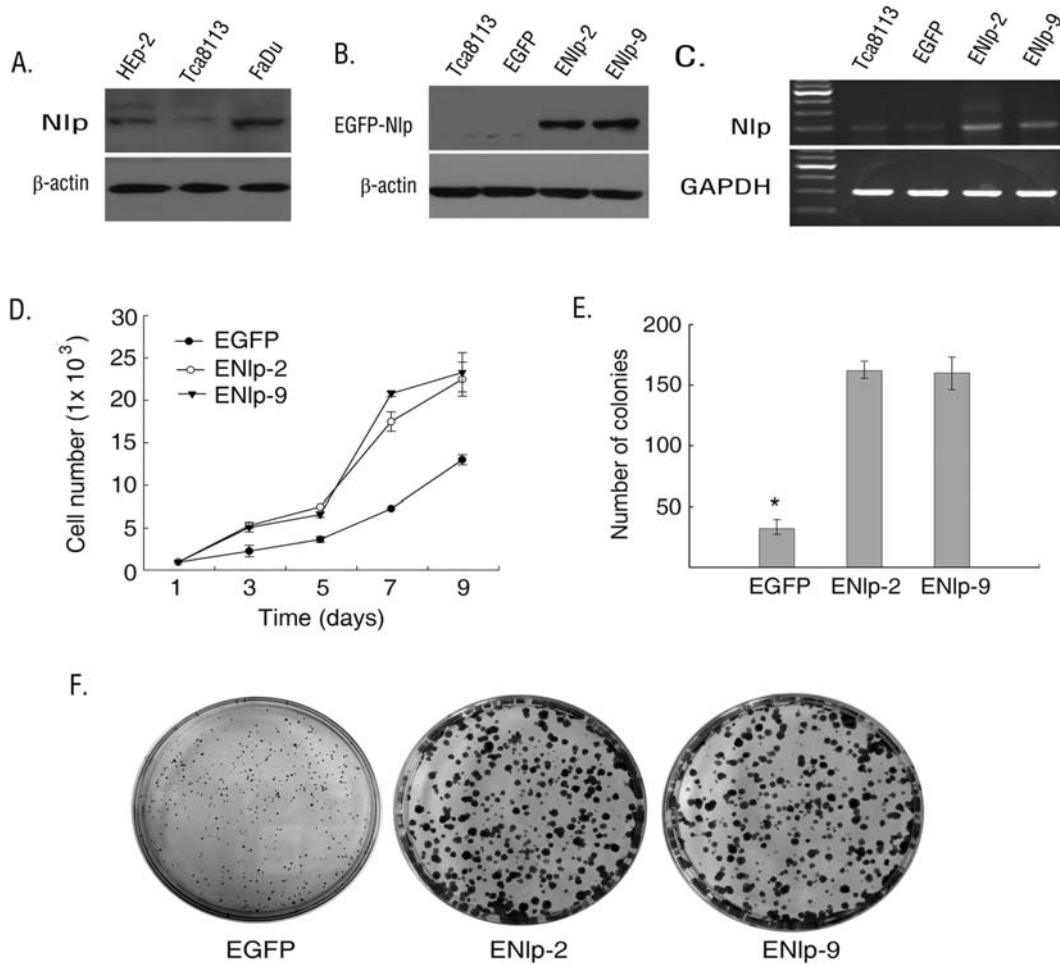 A.
HEp-2 Tca8113 FaDu
Nlp
β-actin
B.
Tca8113 EGFP ENlp-2 ENlp-9
EGFP-Nlp
β-actin
C.
Tca8113 EGFP ENlp-2 ENlp-9
Nlp
GAPDH
D.
Cell number (1x 10³)
30
25
20
15
10
5
0
EGFP
ENlp-2
ENlp-9
1 3 5 7 9
Time (days)
E.
Number of colonies
200
150
100
50
*
EGFP ENlp-2 ENlp-9
F.
EGFP ENlp-2 ENlp-9